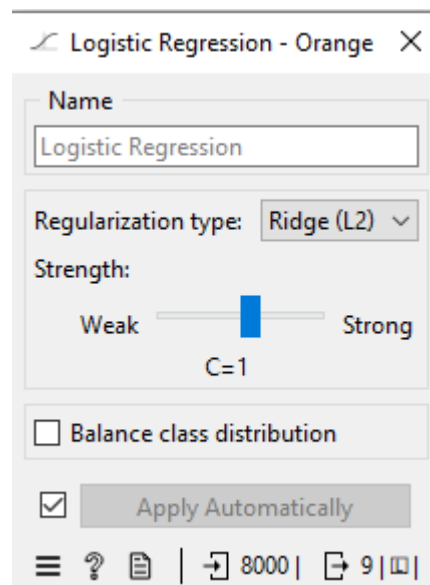 Logistic Regression - Orange
Name
Logistic Regression
Regularization type: Ridge (L2)
Strength:
Weak Strong
C=1
Balance class distribution
Apply Automatically
? 8000 | 9 | |